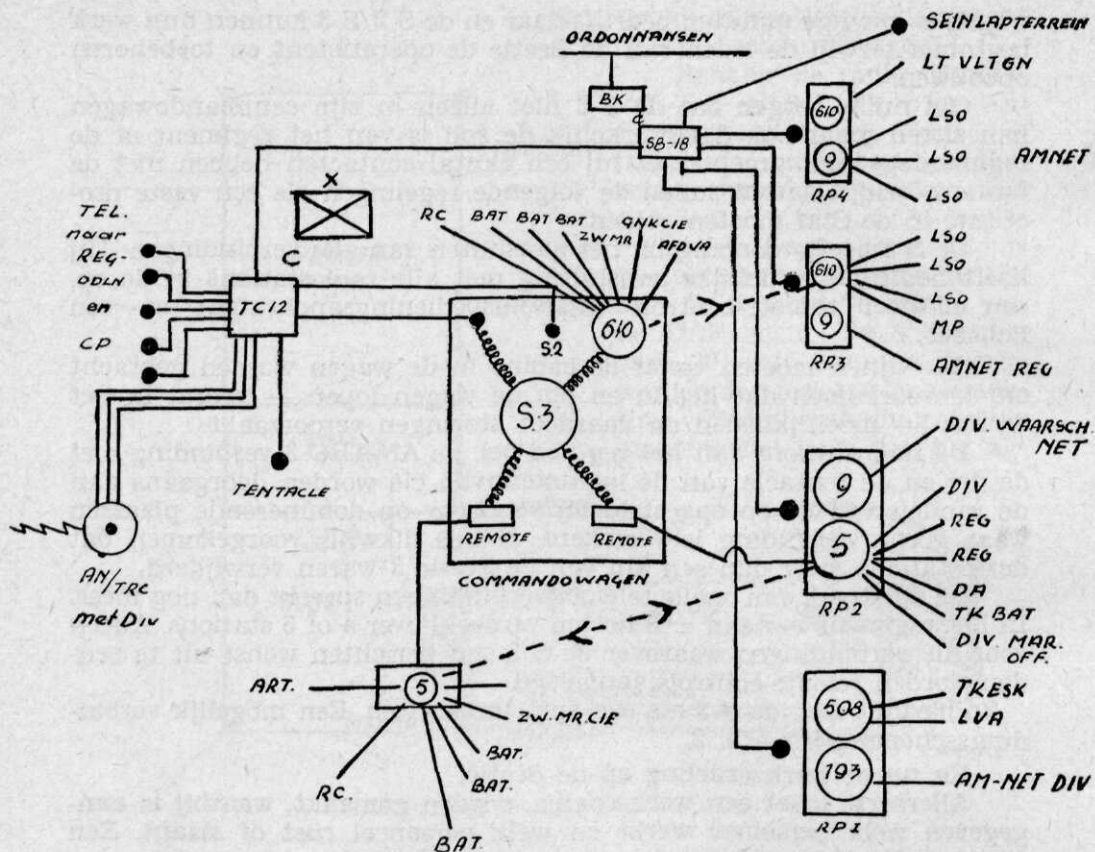 SEINLAPTERREIN
ORDONNANSEN
LT VLTGN
BK
C
SB-18
610
LSO
LSO
AMNET
9
LSO
RP4
X
TEL.
naar
REG-
ODLN
OM
CP
C
TC4
RC
BAT
BAT
BAT
ZWMR
ANKCIE
AFDVA
S2
610
LSO
610
LSO
LSO
9
MP
RP3
AMNET REG
S-3
TENTACLE
REMOTE
REMOTE
COMMANDOWAGEN
AN/TRC
met Div
DIV. WAARSCH.
NET
9
DIV
5
REG
REG
RP2
DA
TK BAT
DIV MAR.
OFF.
ART.
5
ZW.MR.CIE
BAT.
BAT.
RC
BAT.
508
TKESK
LVA
193
AM-NET DIV
RP1